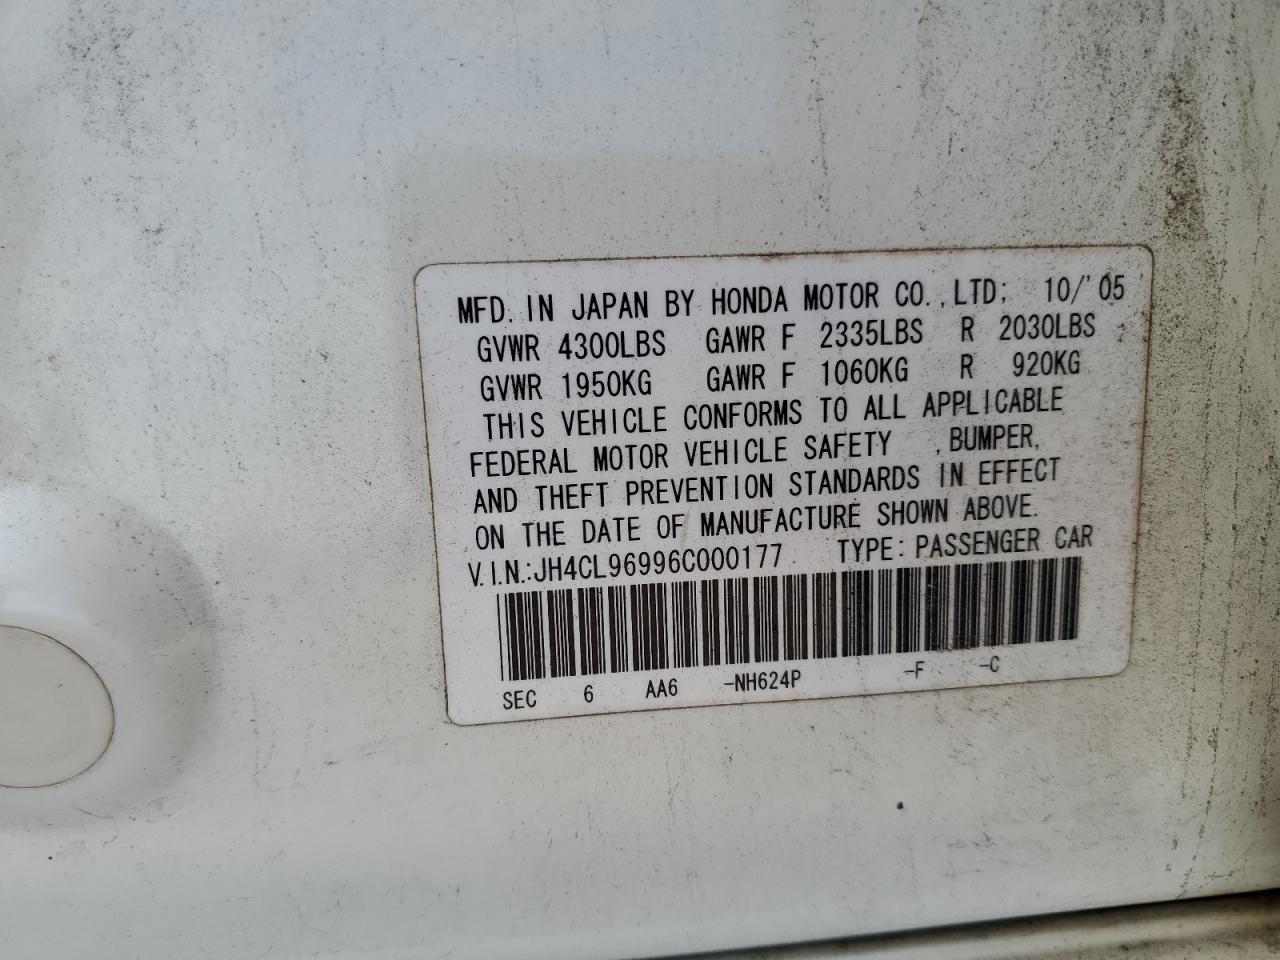 MFD. IN JAPAN BY HONDA MOTOR CO.,LTD; 10/'05
GVWR 4300LBS GAWR F 2335LBS R 2030LBS
GVWR 1950KG GAWR F 1060KG R 920KG
THIS VEHICLE CONFORMS TO ALL APPLICABLE
FEDERAL MOTOR VEHICLE SAFETY , BUMPER,
AND THEFT PREVENTION STANDARDS IN EFFECT
ON THE DATE OF MANUFACTURE SHOWN ABOVE.
V.I.N.:JH4CL96996C000177 TYPE: PASSENGER CAR
SEC 6 AA6 -NH624P -F -C